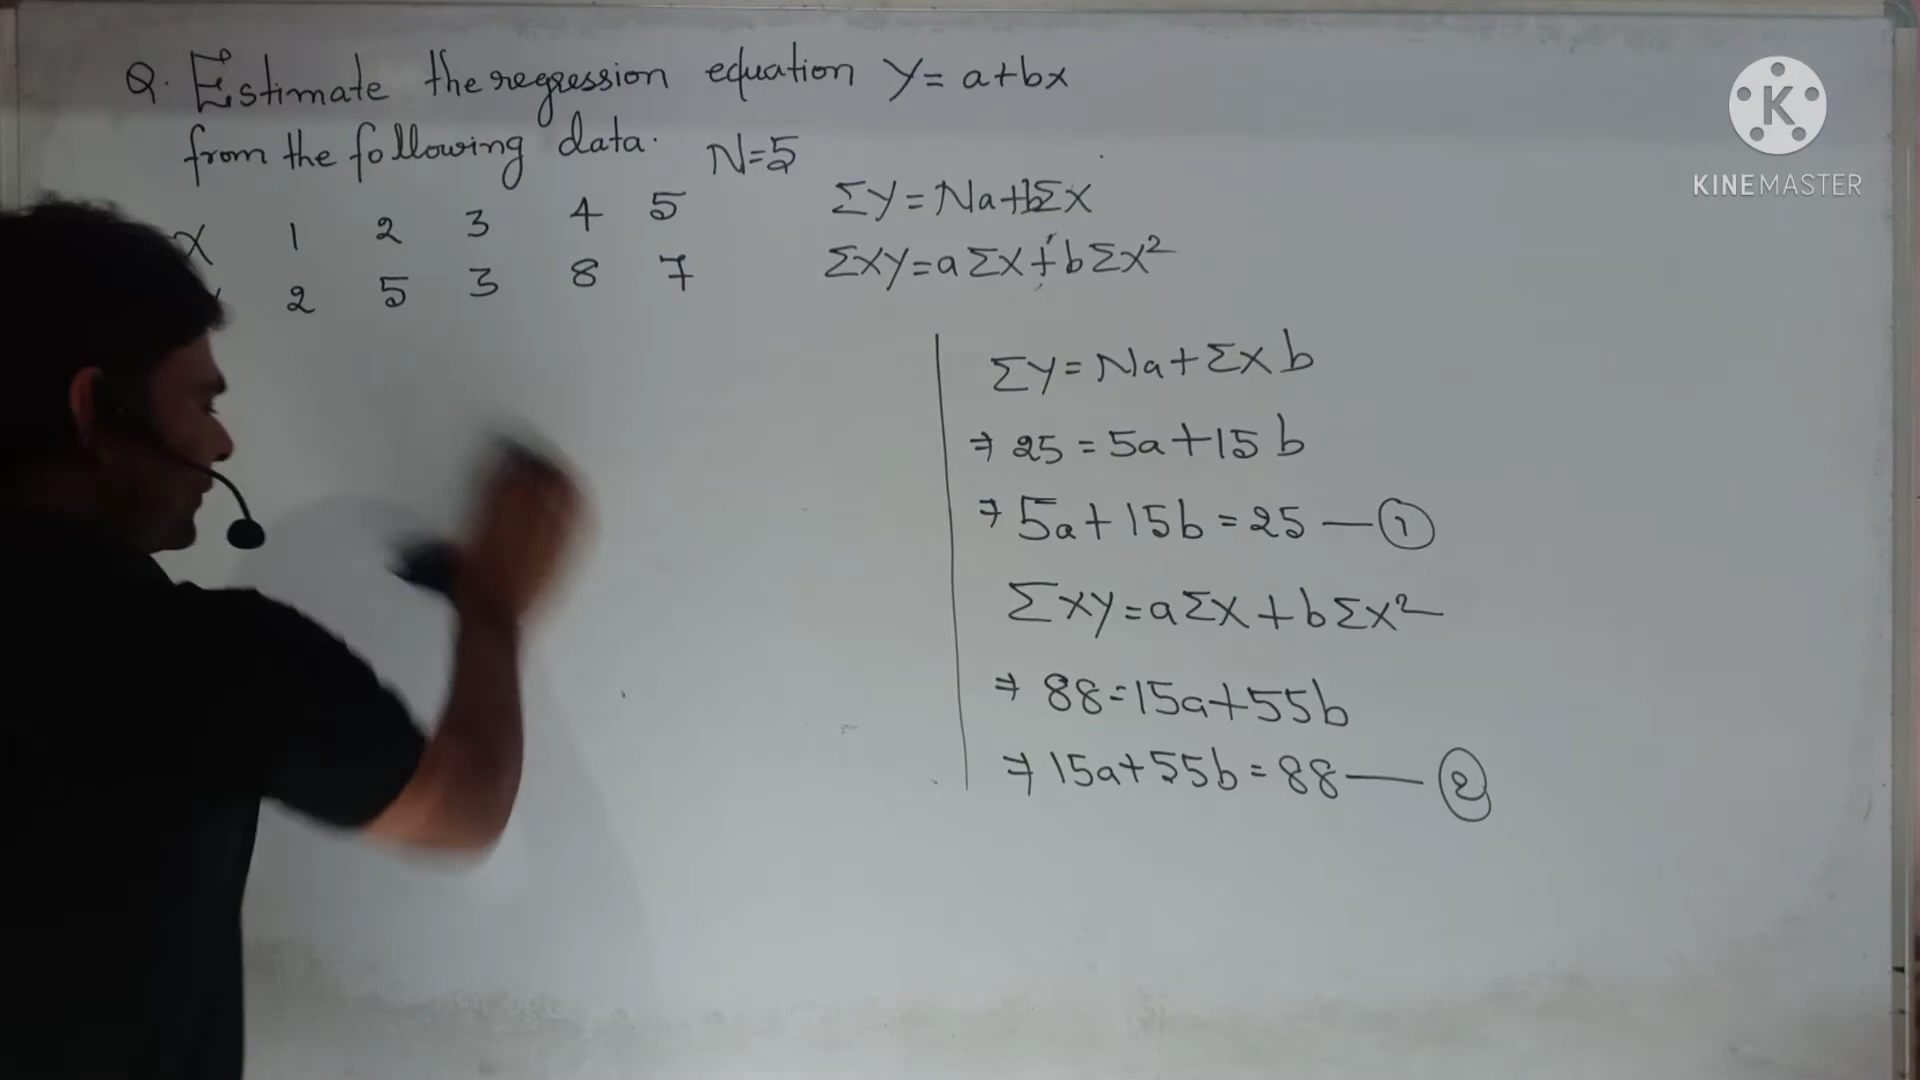 Q. Estimate the regression equation Y = a+bx
from the following data. N=5
X 1 2 3 4 5
2 5 3 8 7
ΣY = Na+bΣX
ΣXY = aΣX + bΣX²
ΣY = Na + ΣX b
⇒ 25 = 5a + 15 b
⇒ 5a + 15b = 25 — ①
ΣXY = aΣX + bΣX²
⇒ 88 = 15a + 55b
⇒ 15a + 55b = 88 — ②
K
KINEMASTER